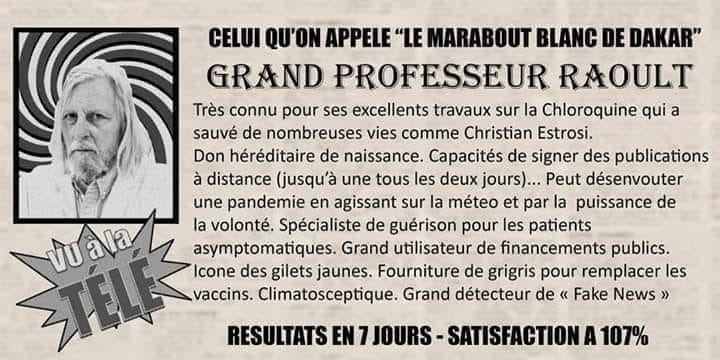 CELUI QU'ON APPELE “LE MARABOUT BLANC DE DAKAR”
GRAND PROFESSEUR RAOULT
Très connu pour ses excellents travaux sur la Chloroquine qui a
sauvé de nombreuses vies comme Christian Estrosi.
Don héréditaire de naissance. Capacités de signer des publications
à distance (jusqu'à une tous les deux jours)... Peut désenvouter
une pandemie en agissant sur la méteo et par la puissance de
la volonté. Spécialiste de guérison pour les patients
asymptomatiques. Grand utilisateur de financements publics.
Icone des gilets jaunes. Fourniture de grigris pour remplacer les
vaccins. Climatosceptique. Grand détecteur de « Fake News »
VU à la
TÉLÉ
RESULTATS EN 7 JOURS - SATISFACTION A 107%